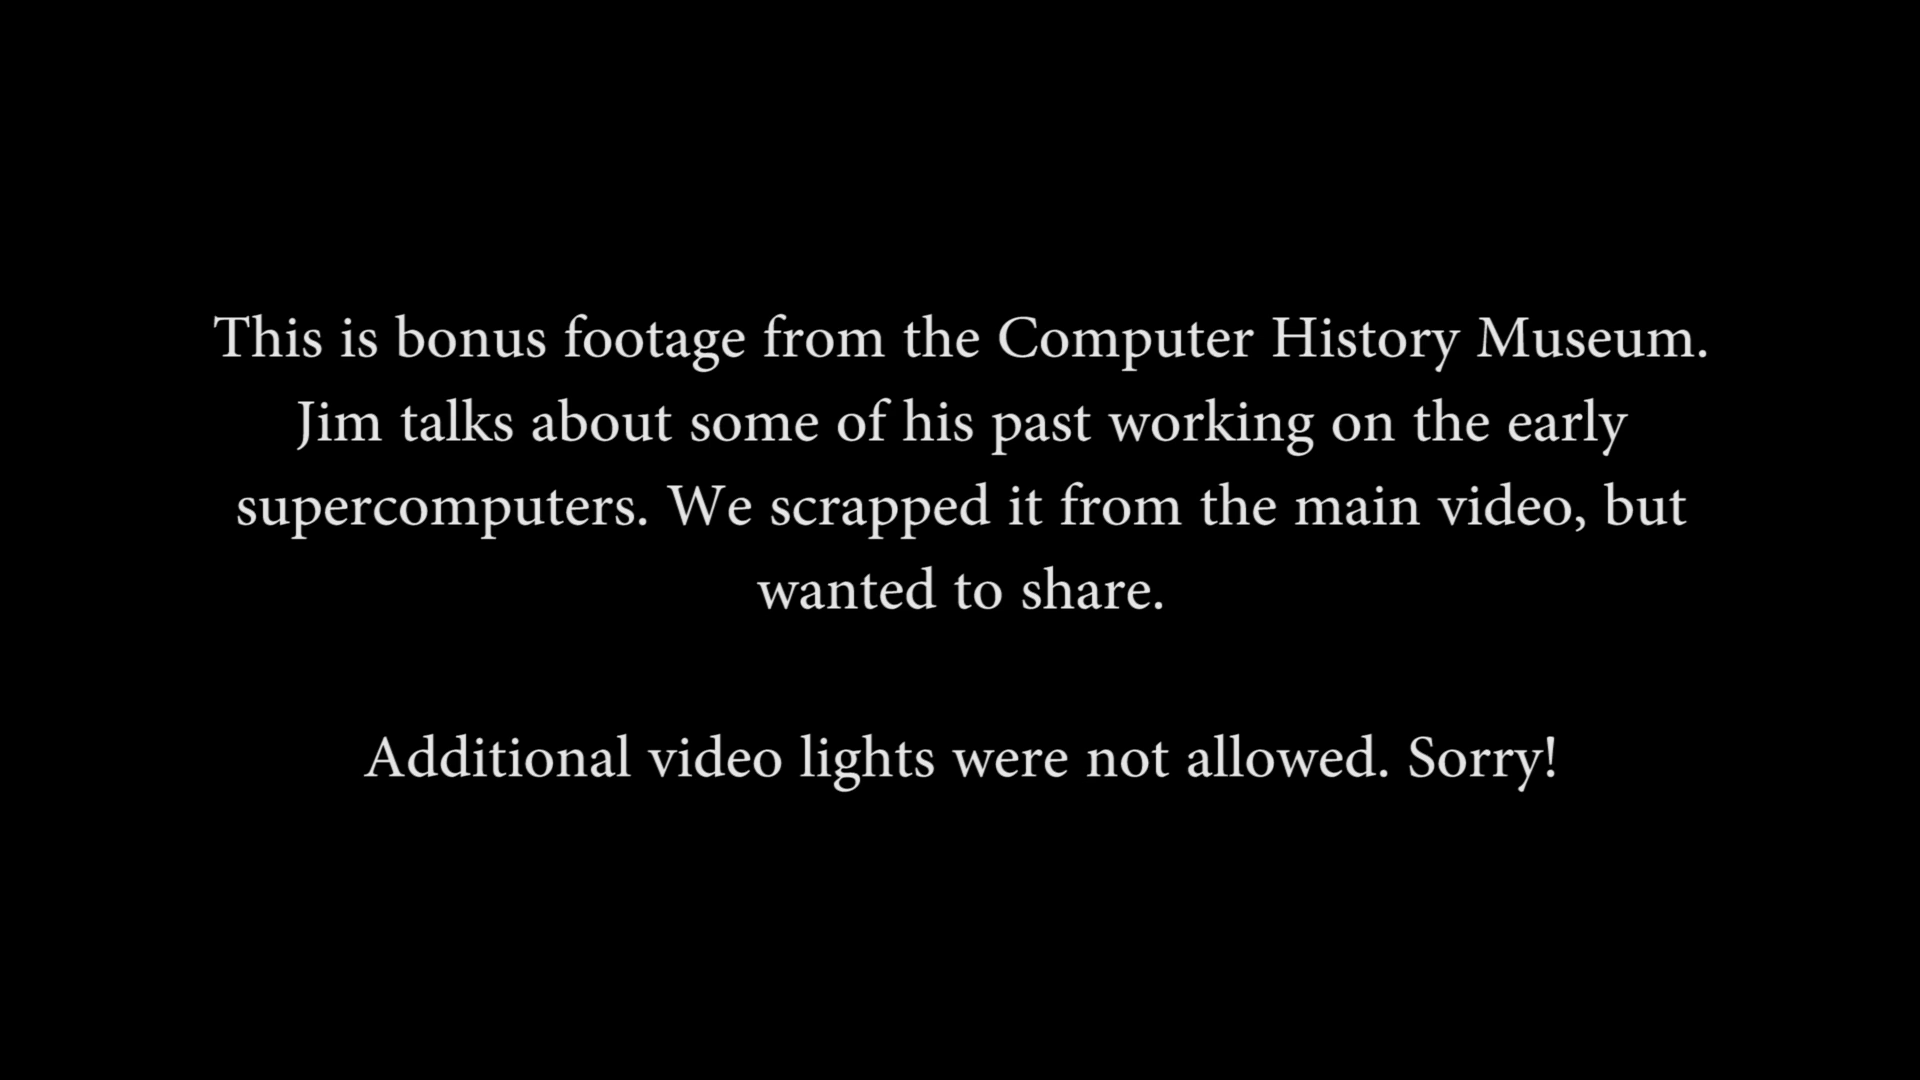 This is bonus footage from the Computer History Museum.
Jim talks about some of his past working on the early
supercomputers. We scrapped it from the main video, but
wanted to share.
Additional video lights were not allowed. Sorry!